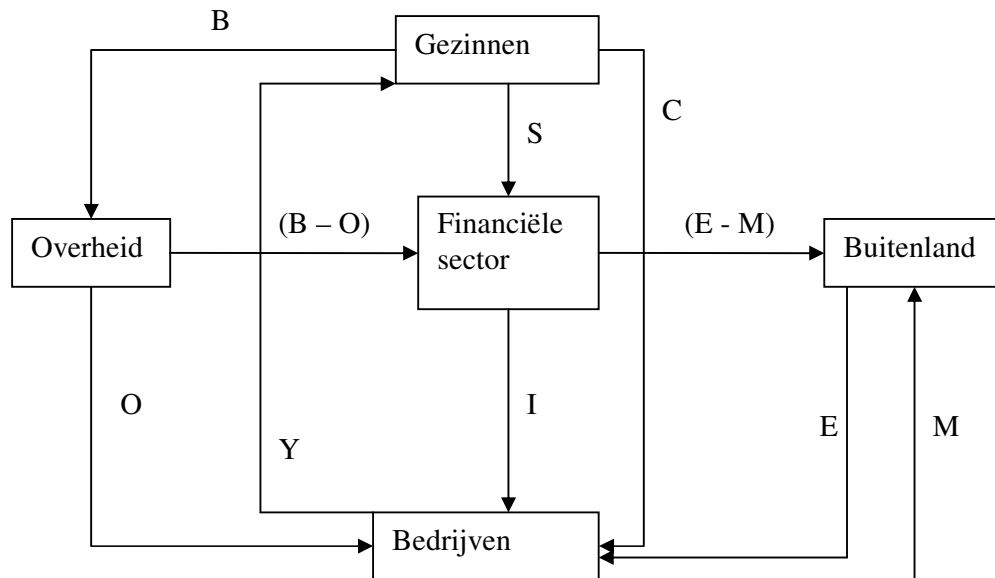 B
Gezinnen
C
S
(B – O)
Financiële
sector
(E - M)
Overheid
Buitenland
O
I
E
M
Y
Bedrijven